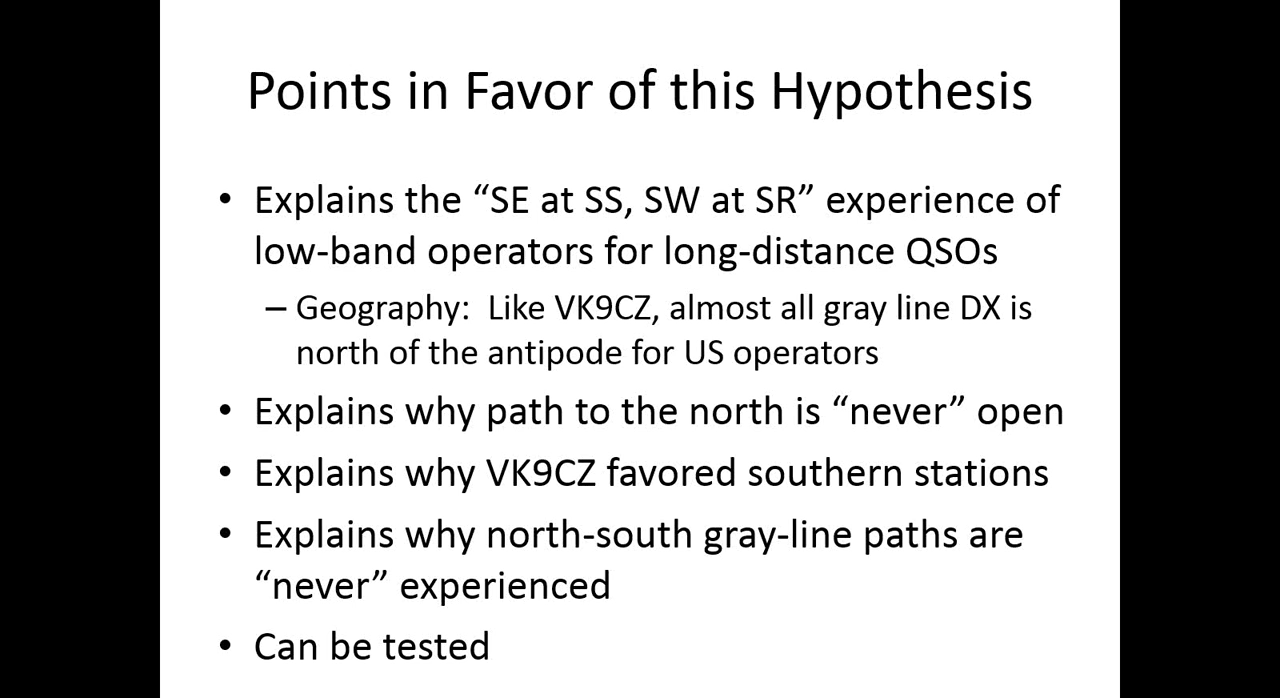 Points in Favor of this Hypothesis
• Explains the “SE at SS, SW at SR” experience of
low-band operators for long-distance QSOs
– Geography:  Like VK9CZ, almost all gray line DX is
north of the antipode for US operators
• Explains why path to the north is “never” open
• Explains why VK9CZ favored southern stations
• Explains why north-south gray-line paths are
“never” experienced
• Can be tested